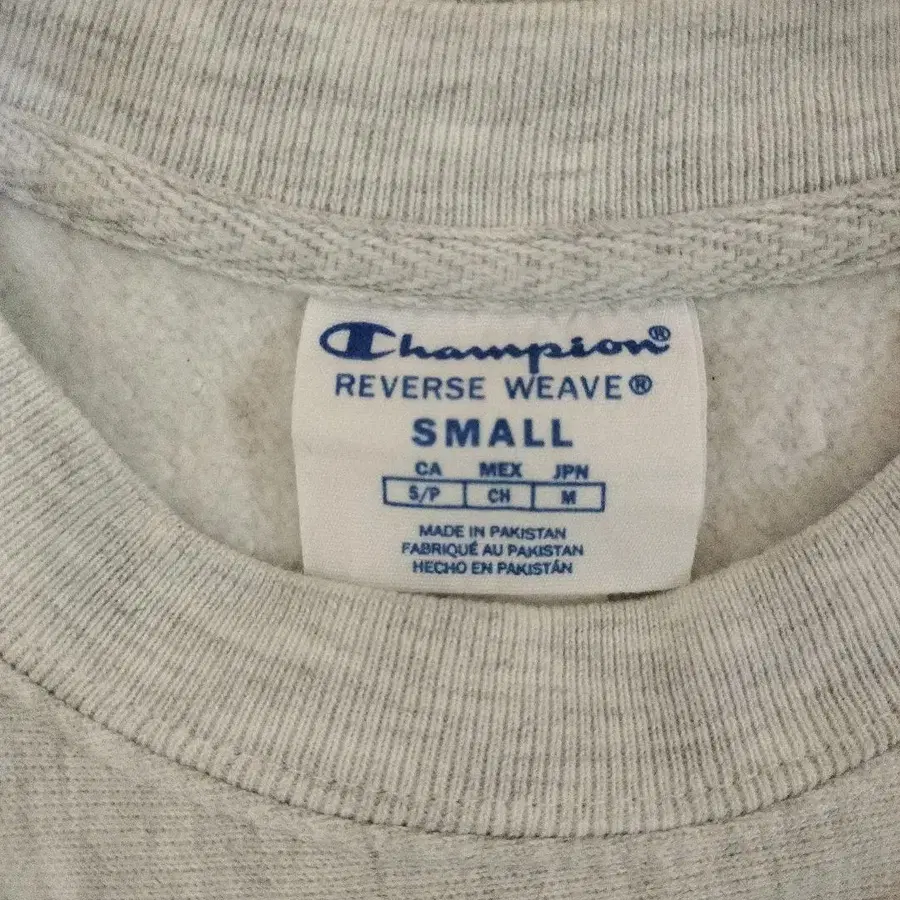 Champion®
REVERSE WEAVE®
SMALL
CA MEX JPN
S/P CH M
MADE IN PAKISTAN
FABRIQUÉ AU PAKISTAN
HECHO EN PAKISTÁN